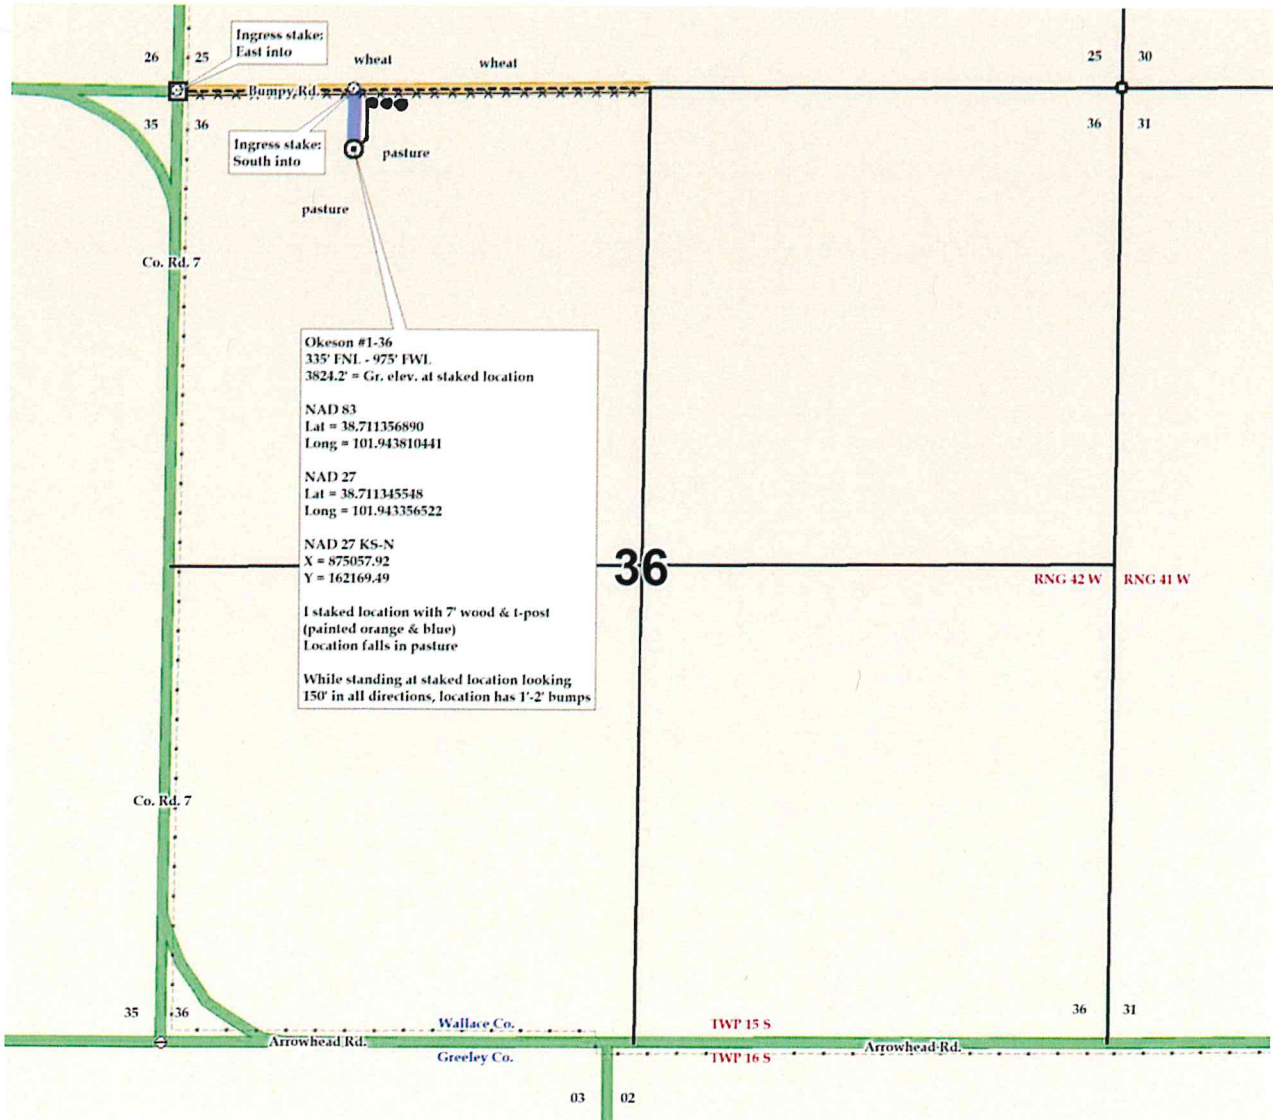 Ingress stake:
East into
26 25
wheat
wheat
25 30
Bumpy Rd.
35 36
36 31
Ingress stake:
South into
pasture
pasture
Co. Rd. 7
Okeson #1-36
335' FNL - 975' FWL
3824.2' = Gr. elev. at staked location
NAD 83
Lat = 38.711356890
Long = 101.943810441
NAD 27
Lat = 38.711345548
Long = 101.943356522
NAD 27 KS-N
X = 875057.92
Y = 162169.49
I staked location with 7' wood & t-post
(painted orange & blue)
Location falls in pasture
While standing at staked location looking
150' in all directions, location has 1'-2' bumps
36
RNG 42 W RNG 41 W
Co. Rd. 7
35 36
36 31
Wallace Co.
TWP 15 S
Arrowhead Rd.
Arrowhead Rd.
Greeley Co.
TWP 16 S
03 02